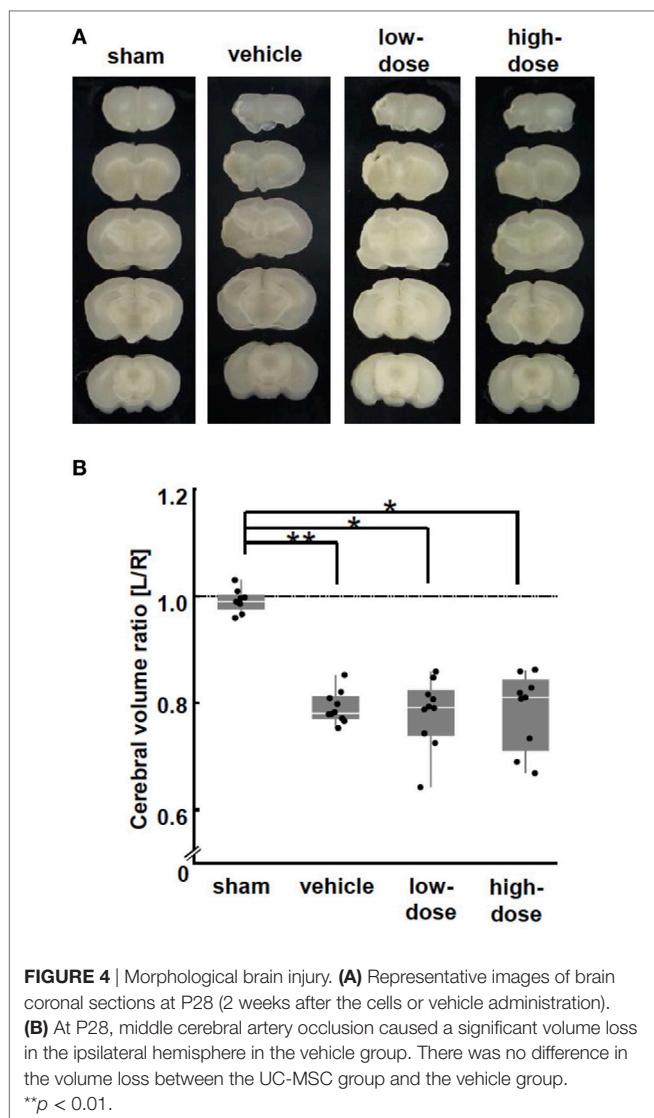 A
sham
vehicle
low-
dose
high-
dose
B
Cerebral volume ratio [L/R]
1.2
1.0
0.8
0.6
0
*
*
**
sham
vehicle
low-
dose
high-
dose
FIGURE 4 | Morphological brain injury. (A) Representative images of brain
coronal sections at P28 (2 weeks after the cells or vehicle administration).
(B) At P28, middle cerebral artery occlusion caused a significant volume loss
in the ipsilateral hemisphere in the vehicle group. There was no difference in
the volume loss between the UC-MSC group and the vehicle group.
**p < 0.01.